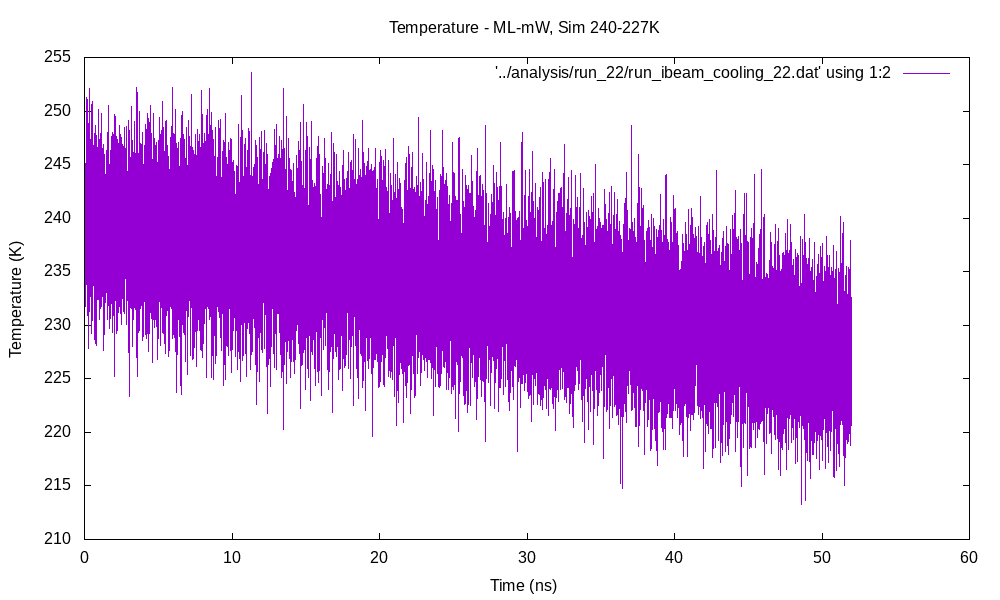 Temperature - ML-mW, Sim 240-227K
'../analysis/run_22/run_ibeam_cooling_22.dat' using 1:2
255
250
245
240
235
230
225
220
215
210
Temperature (K)
0 10 20 30 40 50 60
Time (ns)